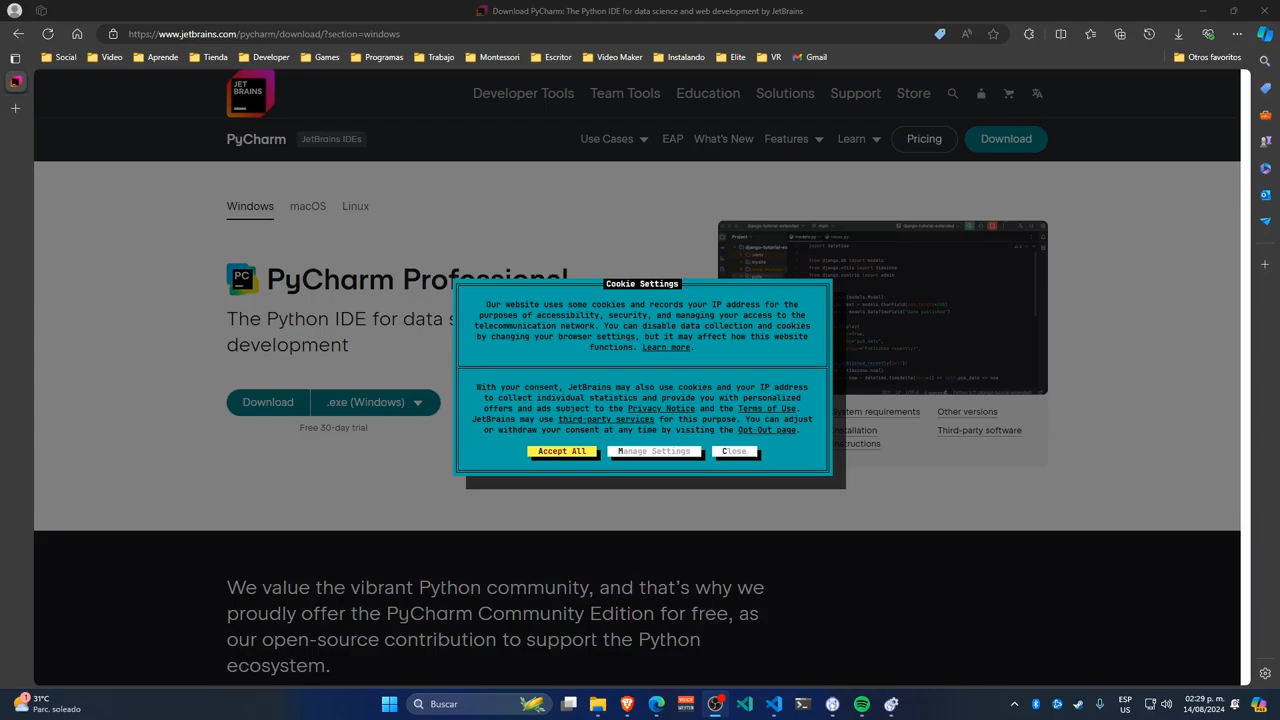 Download PyCharm: The Python IDE for data science and web development by JetBrains
https://www.jetbrains.com/pycharm/download/?section=windows
Social
Video
Aprende
Tienda
Developer
Games
Programas
Trabajo
Montessori
Escritor
Video Maker
Instalando
Elite
VR
Gmail
Otros favoritos
JET
BRAINS
Developer Tools
Team Tools
Education
Solutions
Support
Store
PyCharm
JetBrains IDEs
Use Cases
EAP
What's New
Features
Learn
Pricing
Download
Windows
macOS
Linux
PC
PyCharm Professional
The Python IDE for data s
development
Download
.exe (Windows)
Free 30-day trial
Cookie Settings
Our website uses some cookies and records your IP address for the
purposes of accessibility, security, and managing your access to the
telecommunication network. You can disable data collection and cookies
by changing your browser settings, but it may affect how this website
functions. Learn more.
With your consent, JetBrains may also use cookies and your IP address
to collect individual statistics and provide you with personalized
offers and ads subject to the Privacy Notice and the Terms of Use.
JetBrains may use third-party services for this purpose. You can adjust
or withdraw your consent at any time by visiting the Opt-Out page.
Accept All
Manage Settings
Close
System requirements
Other versions
Installation
instructions
Third-party software
We value the vibrant Python community, and that's why we
proudly offer the PyCharm Community Edition for free, as
our open-source contribution to support the Python
ecosystem.
1
31°C
Parc. soleado
Buscar
ESP
US
02:29 p. m.
14/08/2024